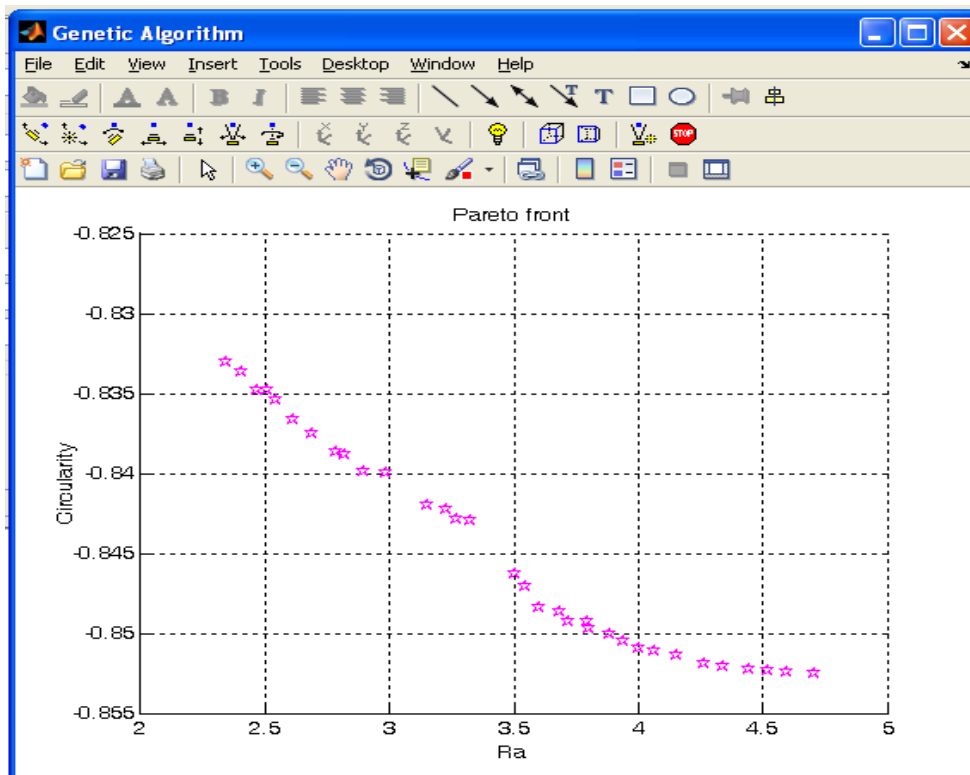 Genetic Algorithm
File Edit View Insert Tools Desktop Window Help
A A B I T T
X Y Z V STOP
Pareto front
-0.825
-0.83
-0.835
-0.84
-0.845
-0.85
-0.855
Circularity
2 2.5 3 3.5 4 4.5 5
Ra